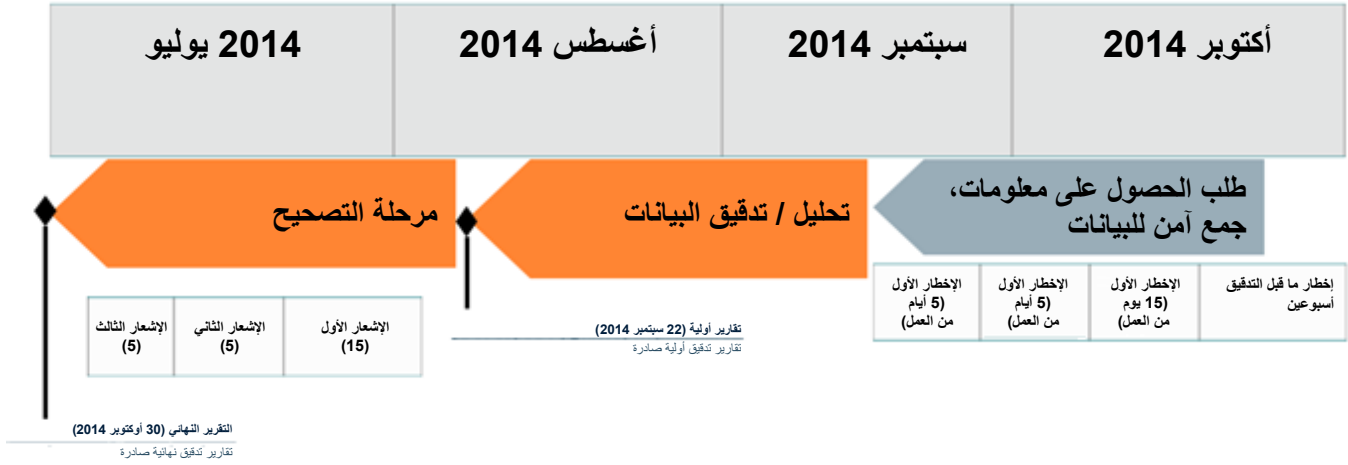 أكتوبر 2014
سبتمبر 2014
أغسطس 2014
2014 يوليو
طلب الحصول على معلومات،
جمع آمن للبيانات
تحليل / تدقيق البيانات
مرحلة التصحيح
إخطار ما قبل التدقيق
أسبوعين
الإخطار الأول
(15 يوم
من العمل)
الإخطار الأول
(5 أيام
من العمل)
الإخطار الأول
(5 أيام
من العمل)
تقارير أولية (22 سبتمبر 2014)
تقارير تدقيق أولية صادرة
الإشعار الأول
(15)
الإشعار الثاني
(5)
الإشعار الثالث
(5)
التقرير النهائي (30 أوكتوبر 2014)
تقارير تدقيق نهائية صادرة